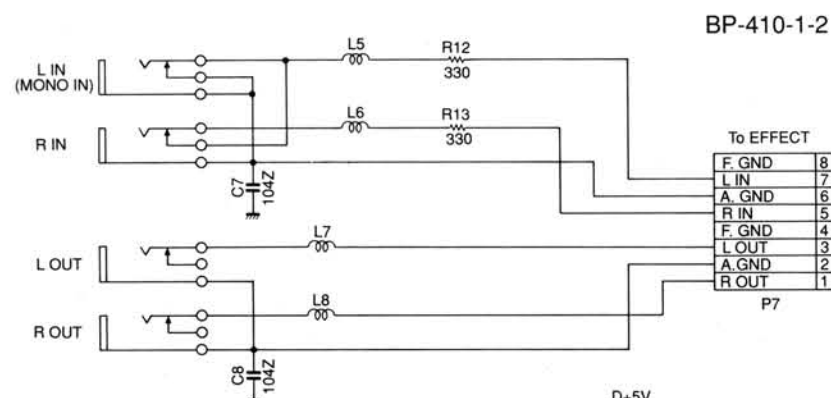 BP-410-1-2
L IN
(MONO IN)
L5
R12
330
R IN
L6
R13
330
C7
104Z
To EFFECT
F. GND 8
L IN 7
A. GND 6
R IN 5
F. GND 4
L OUT 3
A.GND 2
R OUT 1
P7
L OUT
L7
R OUT
L8
C8
104Z
D+5V